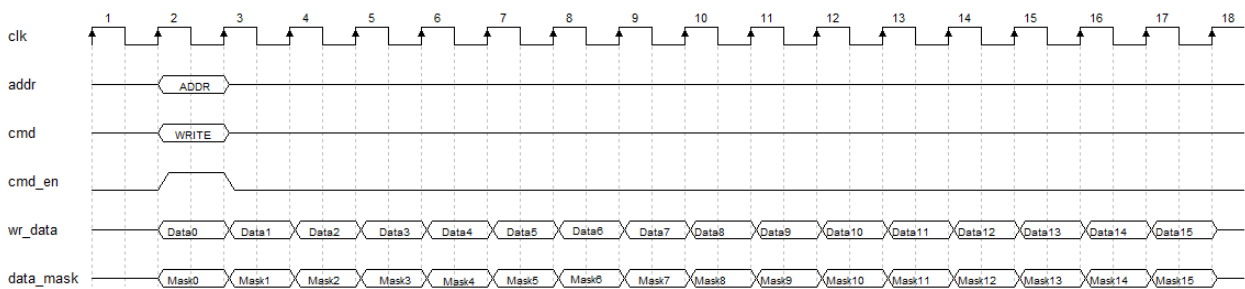 1 2 3 4 5 6 7 8 9 10 11 12 13 14 15 16 17 18
clk
addr ADDR
cmd WRITE
cmd_en
wr_data Data0 Data1 Data2 Data3 Data4 Data5 Data6 Data7 Data8 Data9 Data10 Data11 Data12 Data13 Data14 Data15
data_mask Mask0 Mask1 Mask2 Mask3 Mask4 Mask5 Mask6 Mask7 Mask8 Mask9 Mask10 Mask11 Mask12 Mask13 Mask14 Mask15